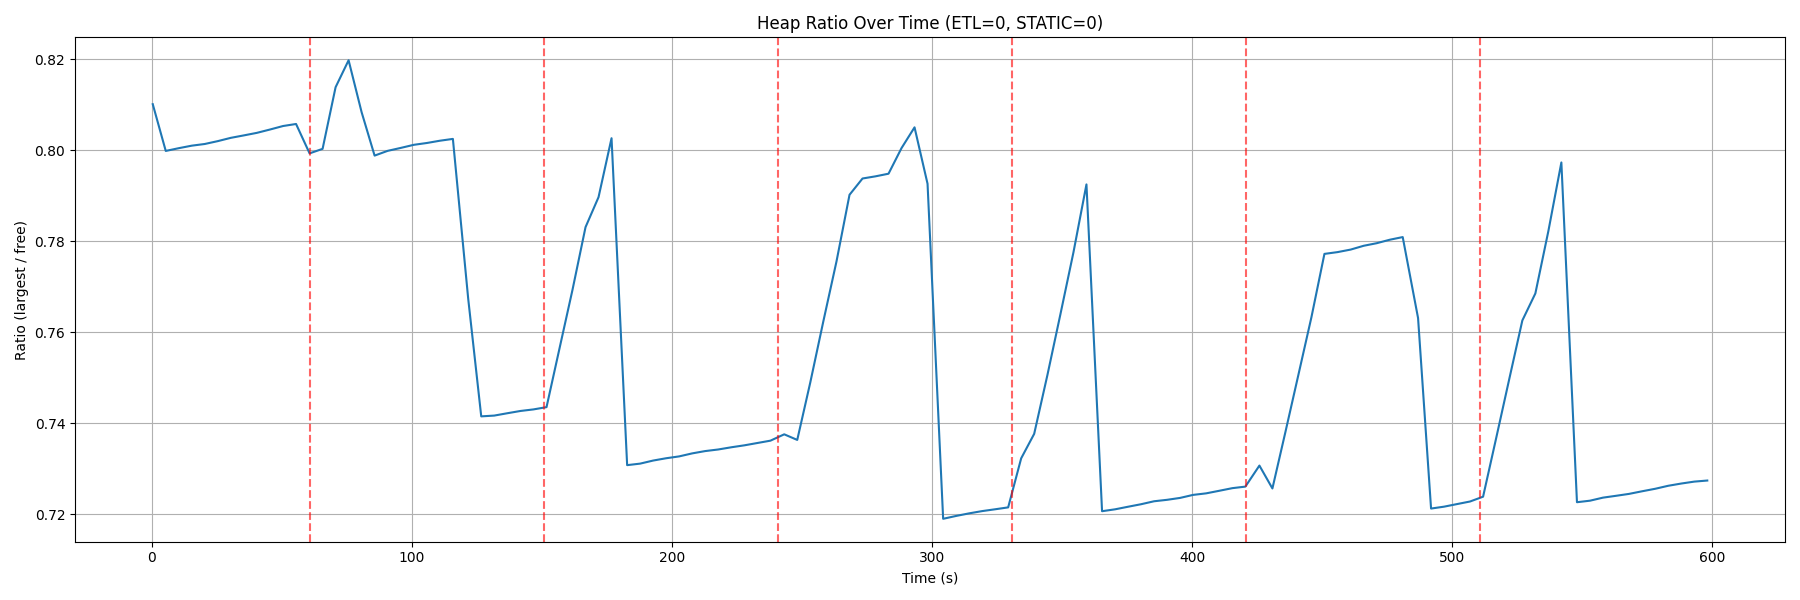 Heap Ratio Over Time (ETL=0, STATIC=0)
Ratio (largest / free)
0.82
0.80
0.78
0.76
0.74
0.72
0 100 200 300 400 500 600
Time (s)